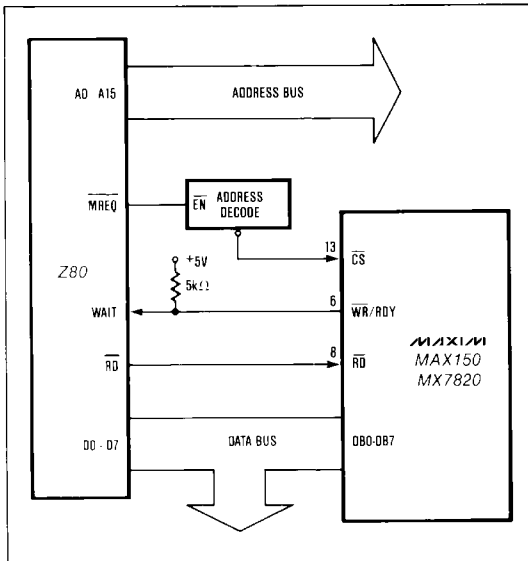 A0 A15
ADDRESS BUS
MREQ
EN
ADDRESS
DECODE
13
CS
+5V
5kΩ
Z80
WAIT
6
WR/RDY
MAXIM
MAX150
MX7820
8
RD
RD
D0 - D7
DATA BUS
DB0-DB7